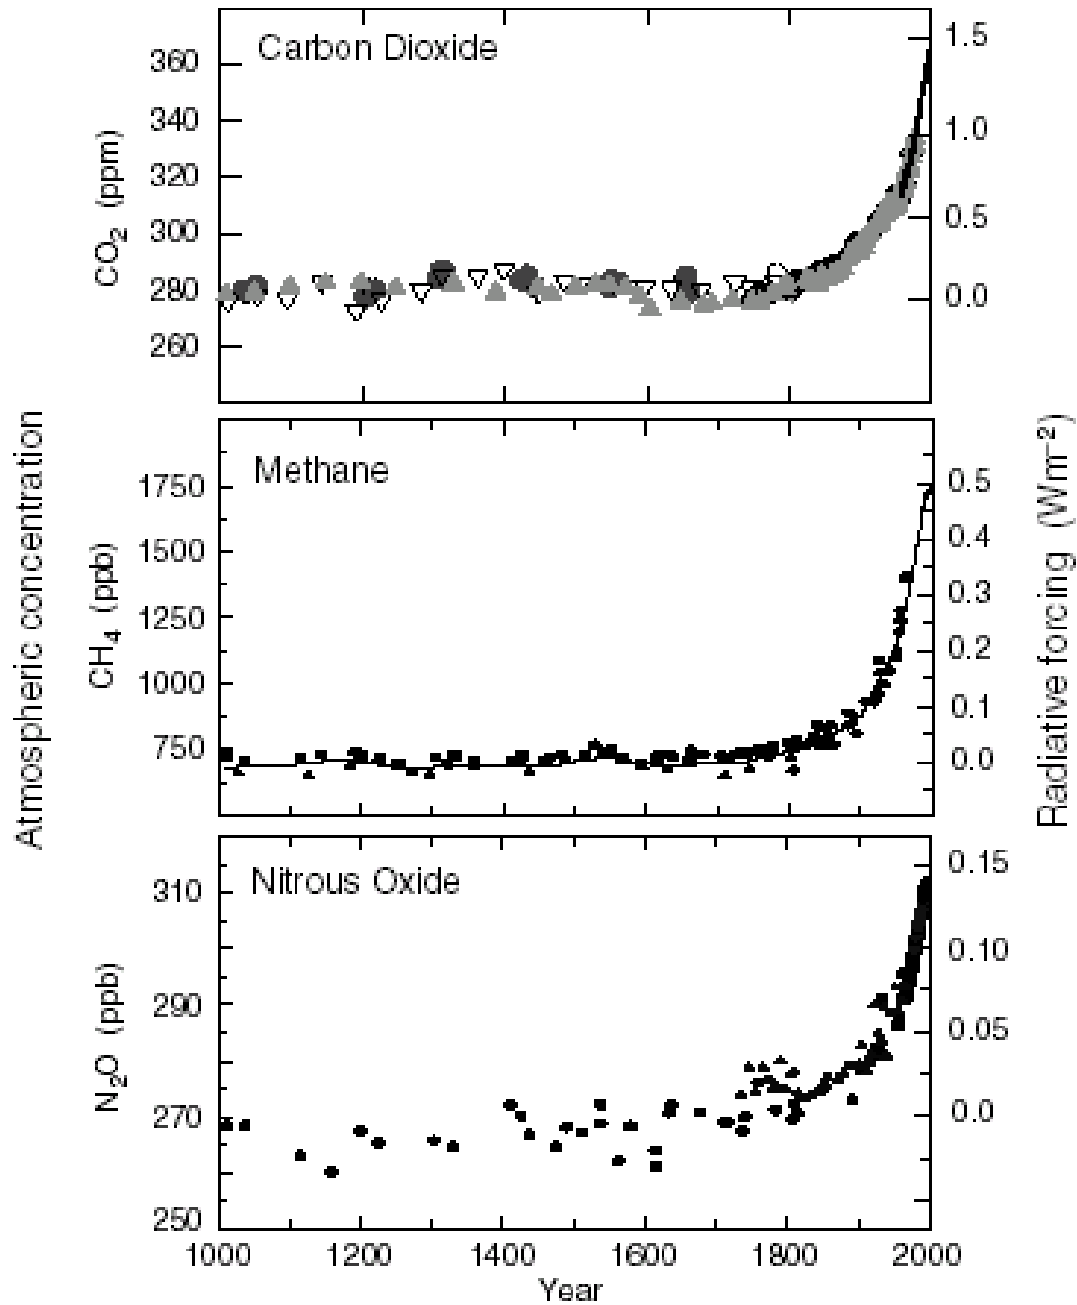 Atmospheric concentration
Radiative forcing (Wm⁻²)
Carbon Dioxide
CO₂ (ppm)
360
340
320
300
280
260
1.5
1.0
0.5
0.0
Methane
CH₄ (ppb)
1750
1500
1250
1000
750
0.5
0.4
0.3
0.2
0.1
0.0
Nitrous Oxide
N₂O (ppb)
310
290
270
250
0.15
0.10
0.05
0.0
1000 1200 1400 1600 1800 2000
Year